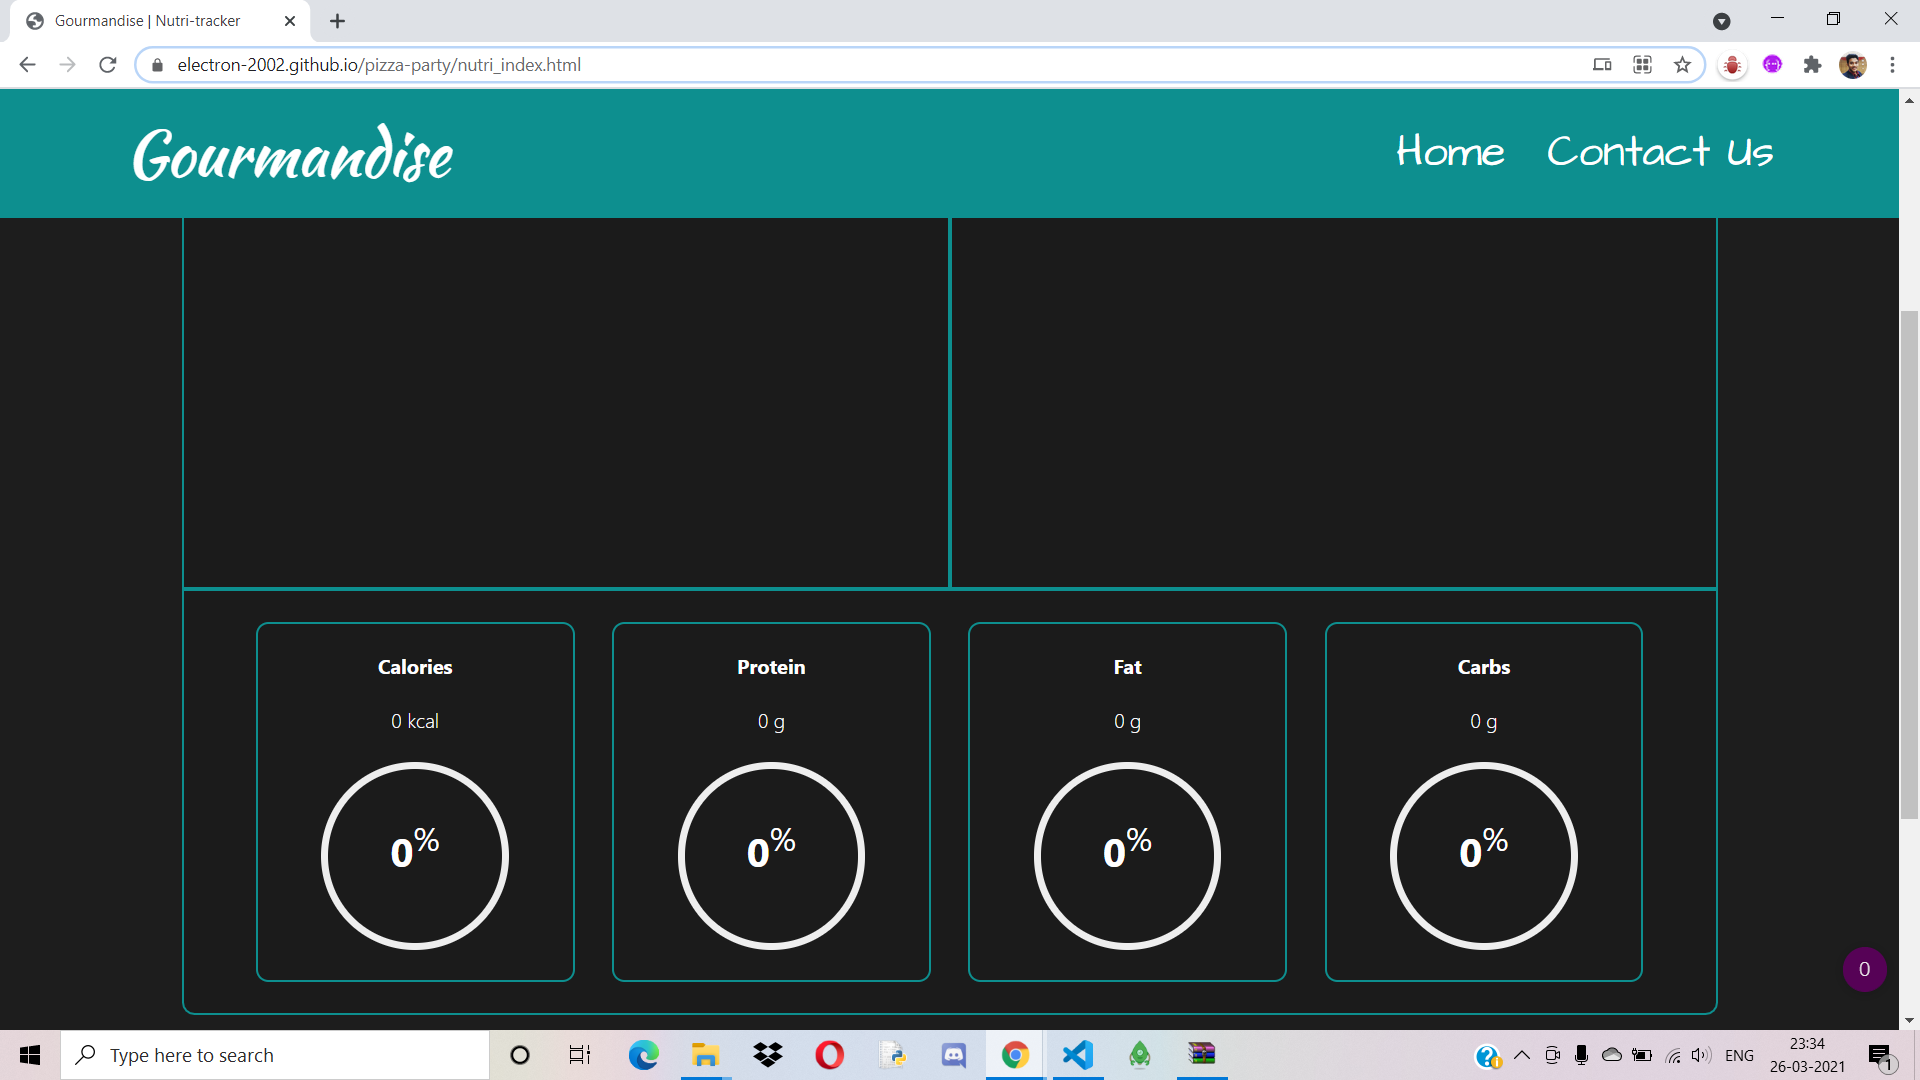 Gourmandise | Nutri-tracker
electron-2002.github.io/pizza-party/nutri_index.html
Gourmandise
Home
Contact Us
Calories
Protein
Fat
Carbs
0 kcal
0 g
0 g
0 g
0%
0%
0%
0%
0
Type here to search
ENG
23:34
26-03-2021
1